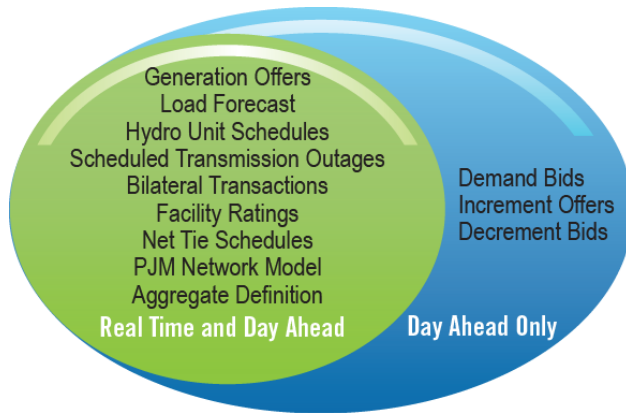 Generation Offers
Load Forecast
Hydro Unit Schedules
Scheduled Transmission Outages
Bilateral Transactions
Facility Ratings
Net Tie Schedules
PJM Network Model
Aggregate Definition
Real Time and Day Ahead
Demand Bids
Increment Offers
Decrement Bids
Day Ahead Only